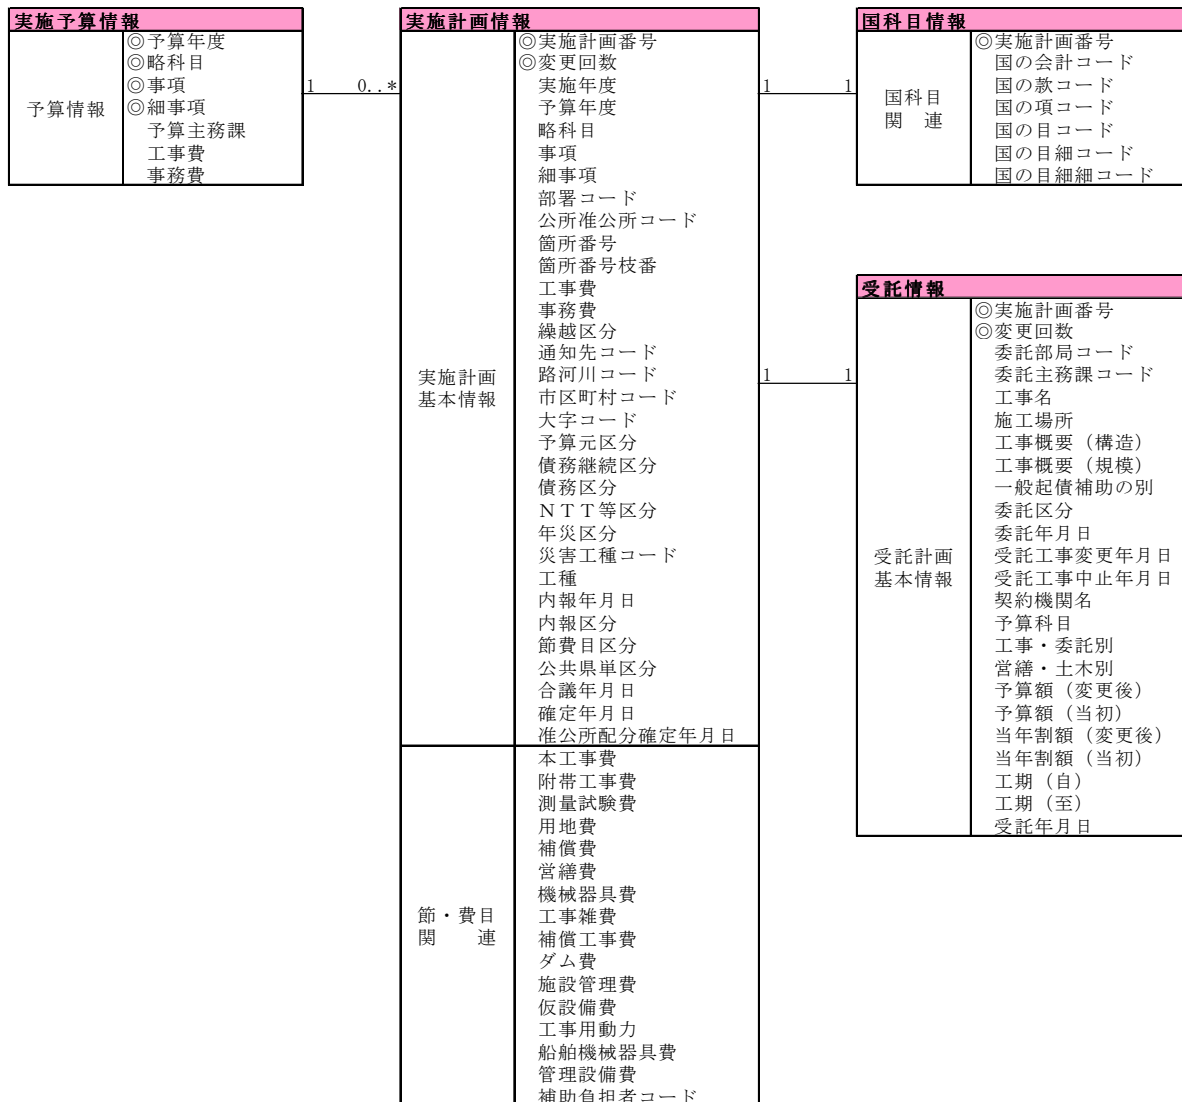 実施予算情報
予算情報
◎予算年度
◎略科目
◎事項
◎細事項
予算主務課
工事費
事務費
1 0..*
実施計画情報
実施計画
基本情報
◎実施計画番号
◎変更回数
実施年度
予算年度
略科目
事項
細事項
部署コード
公所准公所コード
箇所番号
箇所番号枝番
工事費
事務費
繰越区分
通知先コード
路河川コード
市区町村コード
大字コード
予算元区分
債務継続区分
債務区分
ＮＴＴ等区分
年災区分
災害工種コード
工種
内報年月日
内報区分
節費目区分
公共県単区分
合議年月日
確定年月日
准公所配分確定年月日
節・費目
関　　連
本工事費
附帯工事費
測量試験費
用地費
補償費
営繕費
機械器具費
工事雑費
補償工事費
ダム費
施設管理費
仮設備費
工事用動力
船舶機械器具費
管理設備費
補助負担者コード
1 1
国科目情報
国科目
関　連
◎実施計画番号
国の会計コード
国の款コード
国の項コード
国の目コード
国の目細コード
国の目細細コード
1 1
受託情報
受託計画
基本情報
◎実施計画番号
◎変更回数
委託部局コード
委託主務課コード
工事名
施工場所
工事概要（構造）
工事概要（規模）
一般起債補助の別
委託区分
委託年月日
受託工事変更年月日
受託工事中止年月日
契約機関名
予算科目
工事・委託別
営繕・土木別
予算額（変更後）
予算額（当初）
当年割額（変更後）
当年割額（当初）
工期（自）
工期（至）
受託年月日